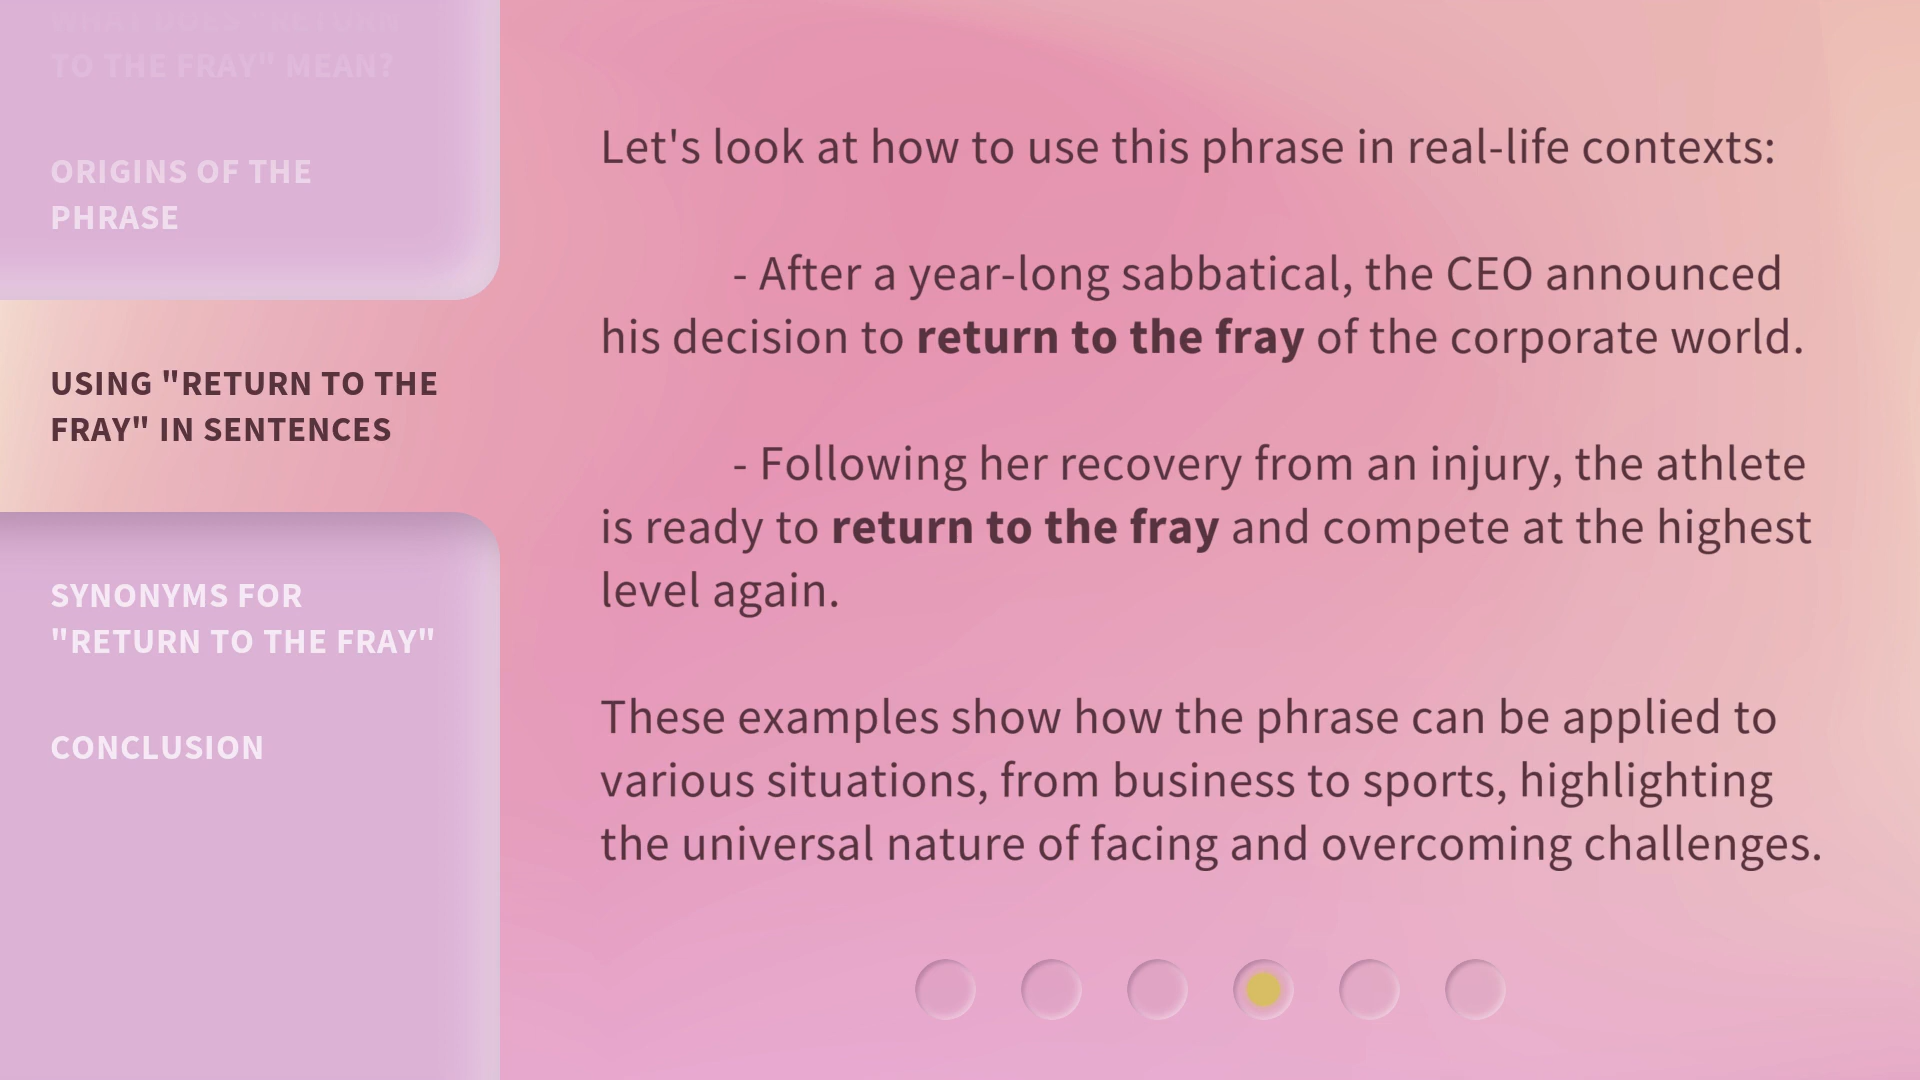 WHAT DOES "RETURN
TO THE FRAY" MEAN?
ORIGINS OF THE
PHRASE
USING "RETURN TO THE
FRAY" IN SENTENCES
SYNONYMS FOR
"RETURN TO THE FRAY"
CONCLUSION
Let's look at how to use this phrase in real-life contexts:
- After a year-long sabbatical, the CEO announced
his decision to return to the fray of the corporate world.
- Following her recovery from an injury, the athlete
is ready to return to the fray and compete at the highest
level again.
These examples show how the phrase can be applied to
various situations, from business to sports, highlighting
the universal nature of facing and overcoming challenges.